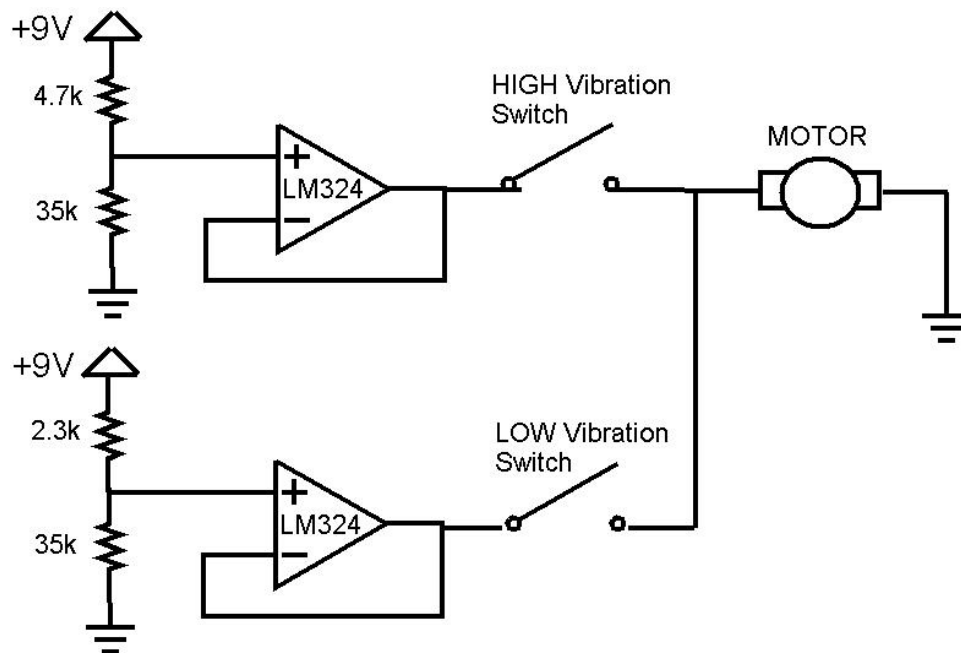 +9V
4.7k
35k
+
LM324
−
HIGH Vibration
Switch
MOTOR
+9V
2.3k
35k
+
LM324
−
LOW Vibration
Switch